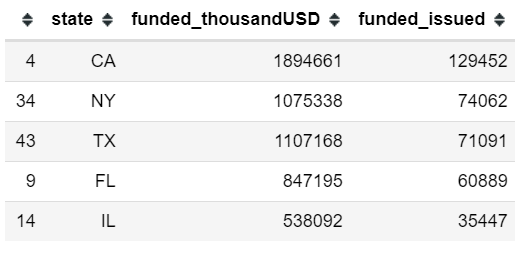 state funded_thousandUSD funded_issued
4 CA 1894661 129452
34 NY 1075338 74062
43 TX 1107168 71091
9 FL 847195 60889
14 IL 538092 35447